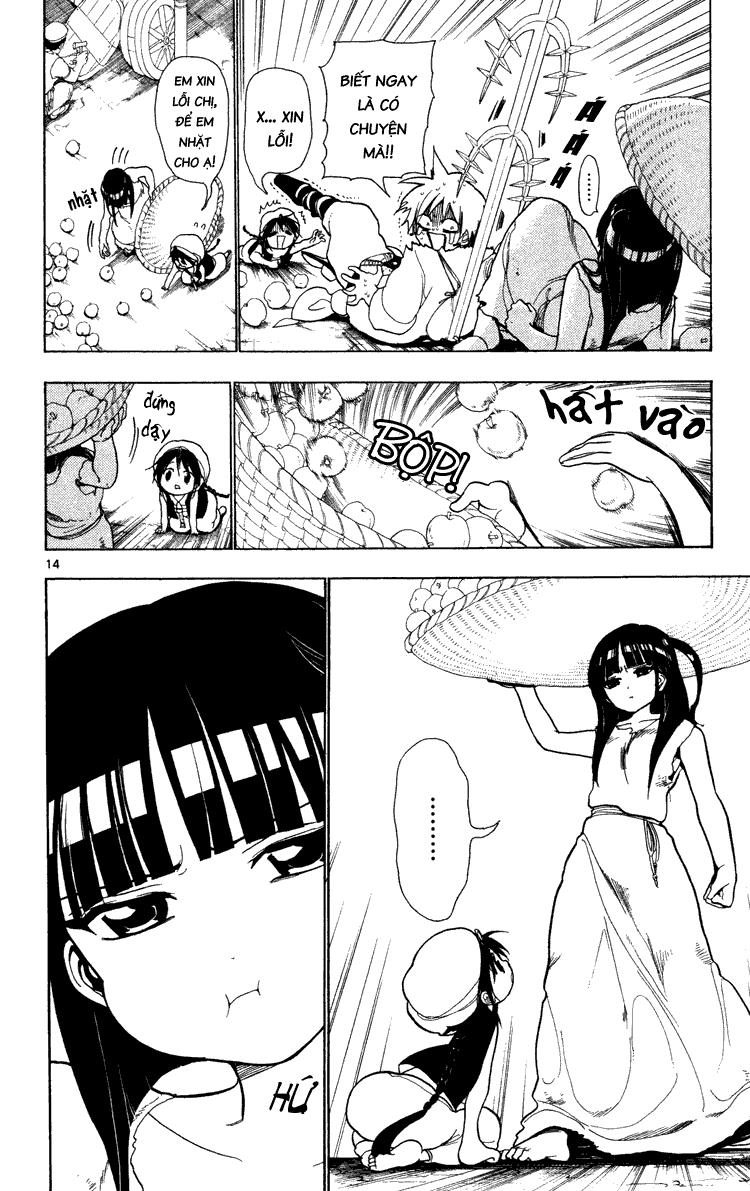 BIẾT NGAY
LÀ CÓ
CHUYỆN
MÀ!!
X... XIN
LỖI!
Á
Á
Á
Á
......
EM XIN
LỖI CHỊ,
ĐỂ EM
NHẶT
CHO Ạ!
nhặt
đứng
dậy
hất vào
BỘP!
14
.........
HỨ